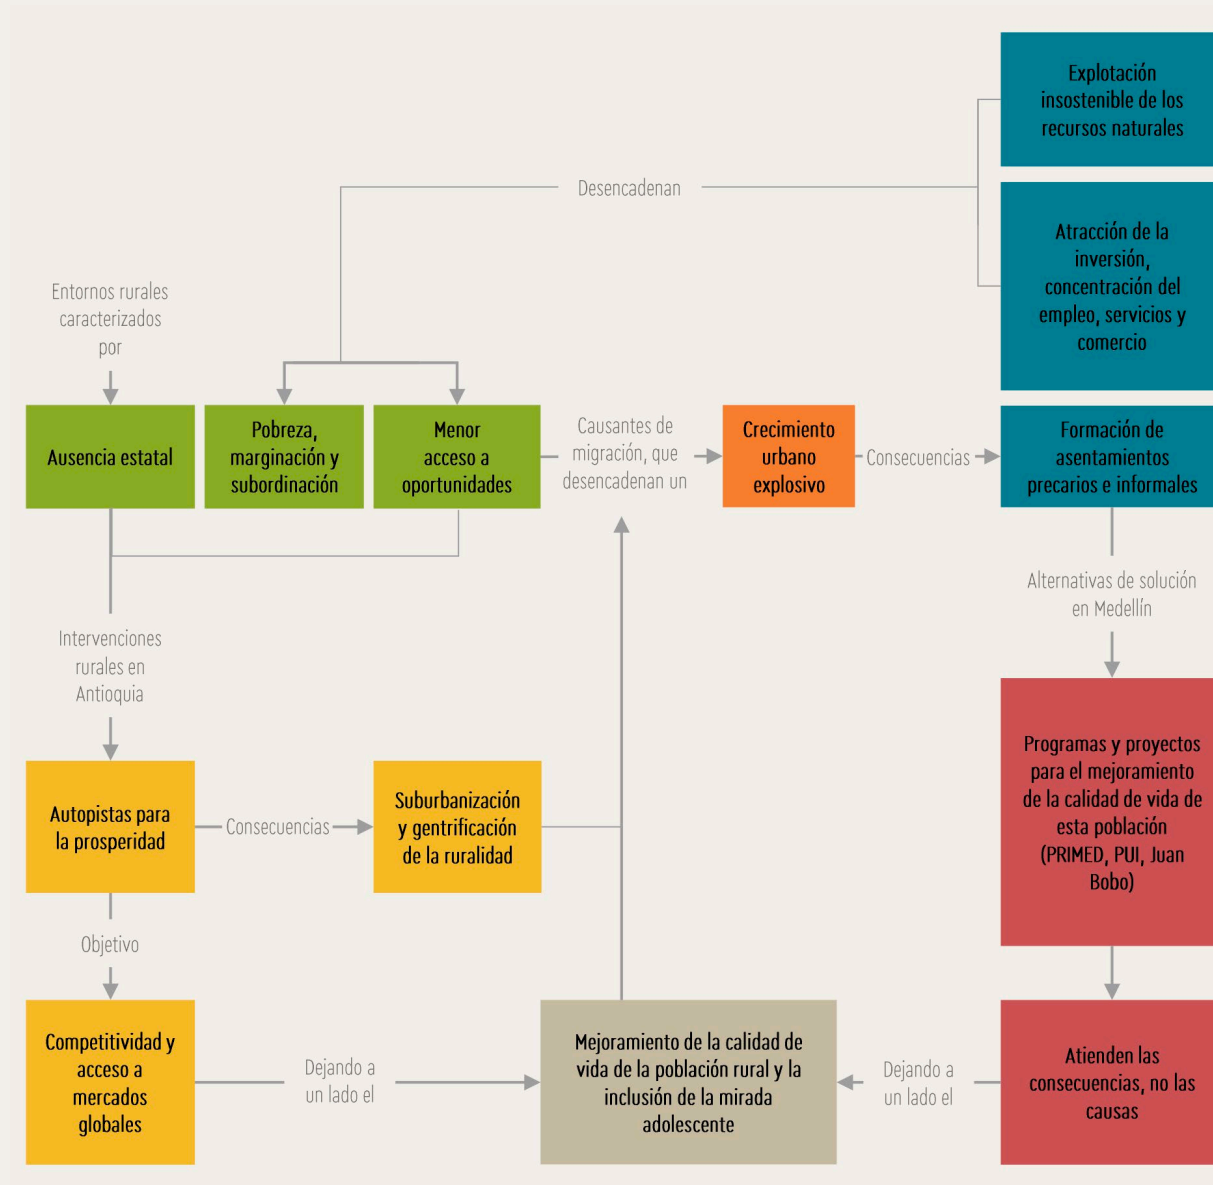 Explotación
insostenible de los
recursos naturales
Desencadenan
Atracción de la
inversión,
concentración del
empleo, servicios y
comercio
Entornos rurales
caracterizados
por
Ausencia estatal
Pobreza,
marginación y
subordinación
Menor
acceso a
oportunidades
Causantes de
migración, que
desencadenan un
Crecimiento
urbano
explosivo
Consecuencias
Formación de
asentamientos
precarios e informales
Alternativas de solución
en Medellín
Intervenciones
rurales en
Antioquia
Programas y proyectos
para el mejoramiento
de la calidad de vida de
esta población
(PRIMED, PUI, Juan
Bobo)
Autopistas para
la prosperidad
Consecuencias
Suburbanización
y gentrificación
de la ruralidad
Objetivo
Competitividad y
acceso a
mercados
globales
Dejando a
un lado el
Mejoramiento de la calidad de
vida de la población rural y la
inclusión de la mirada
adolescente
Dejando a
un lado el
Atienden las
consecuencias, no las
causas